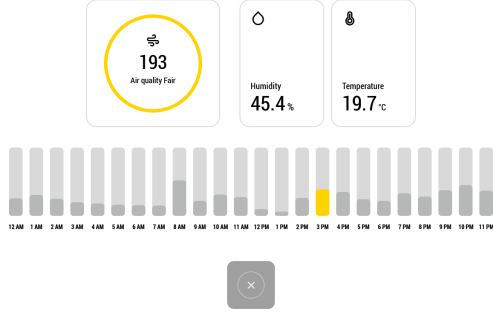 193
Air quality Fair
Humidity
45.4 %
Temperature
19.7 °C
12 AM 1 AM 2 AM 3 AM 4 AM 5 AM 6 AM 7 AM 8 AM 9 AM 10 AM 11 AM 12 PM 1 PM 2 PM 3 PM 4 PM 5 PM 6 PM 7 PM 8 PM 9 PM 10 PM 11 PM